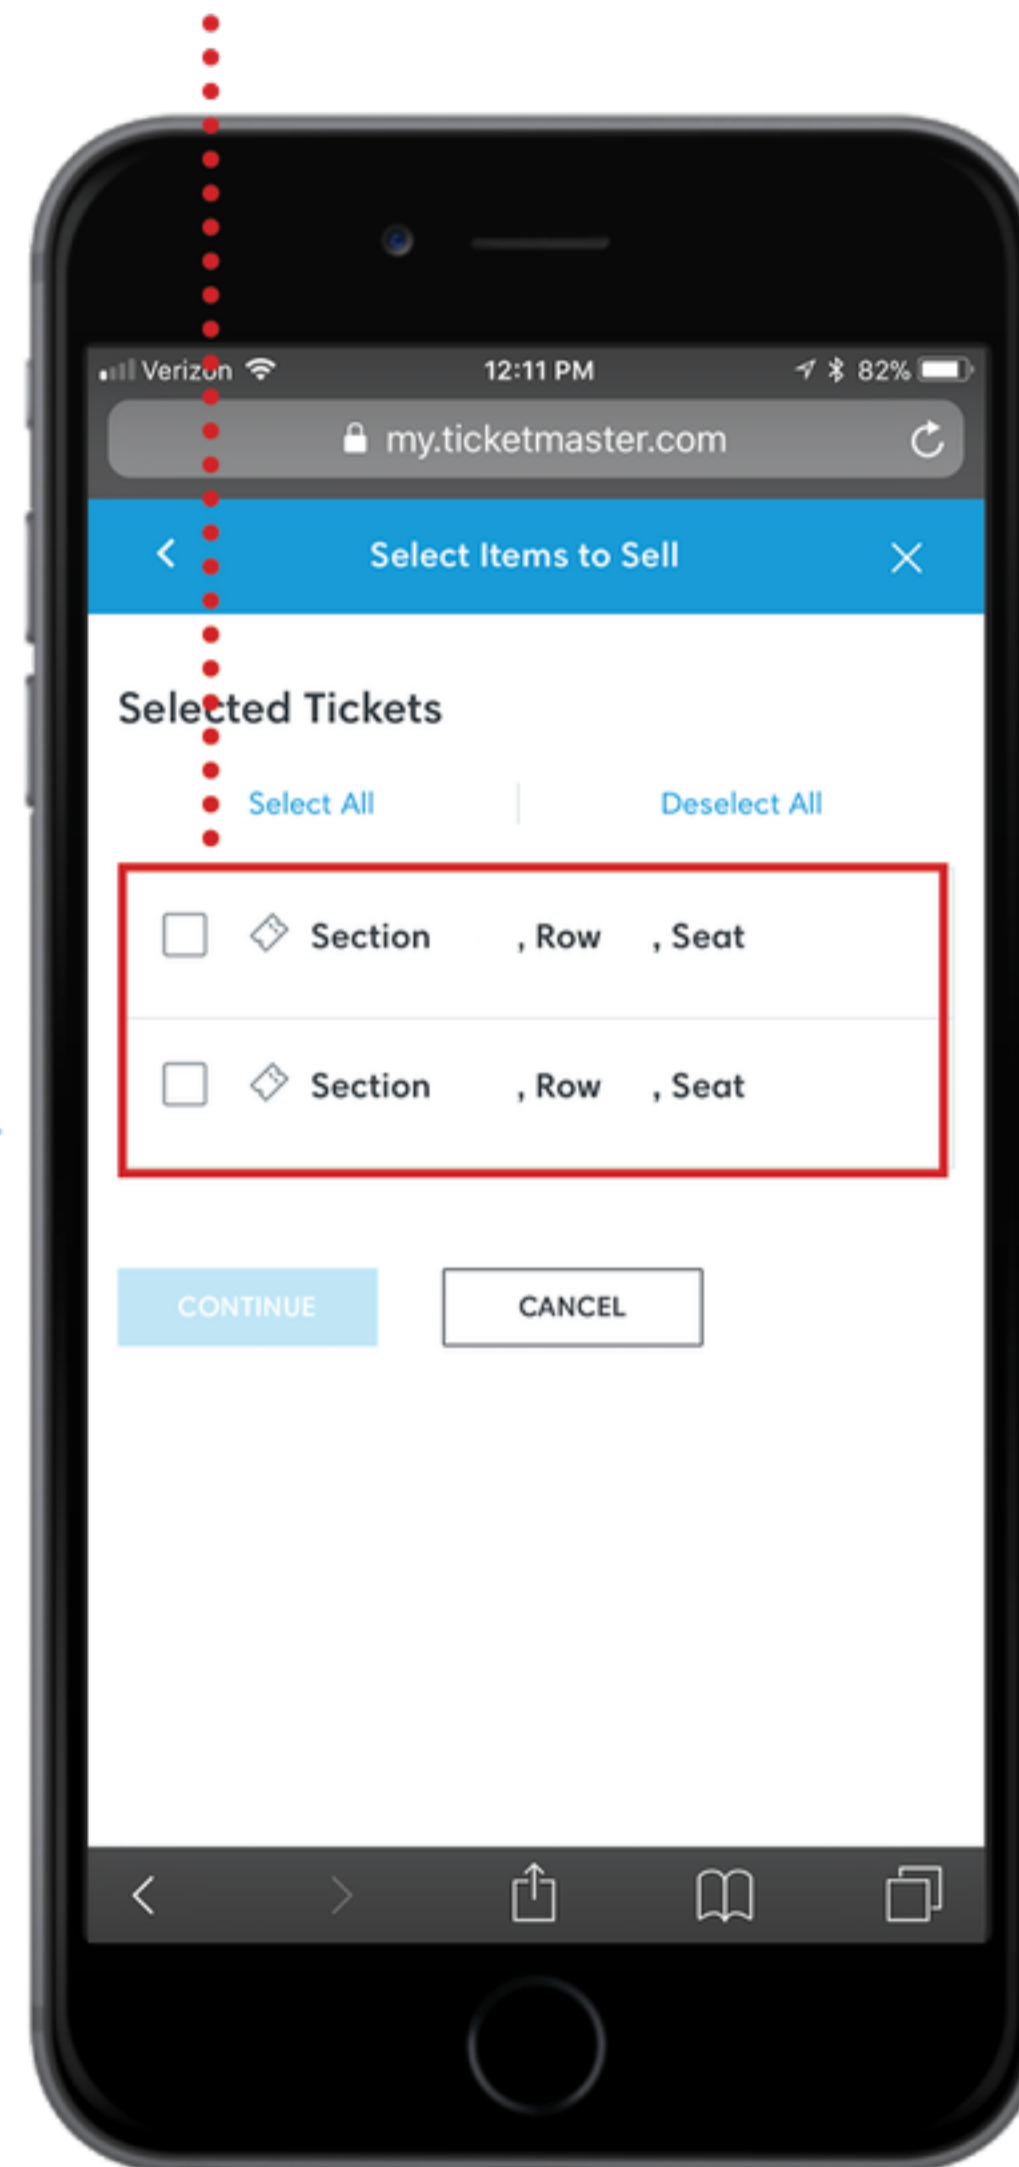 Verizon 12:11 PM 82%
my.ticketmaster.com
Select Items to Sell
Selected Tickets
Select All Deselect All
Section , Row , Seat
Section , Row , Seat
CONTINUE CANCEL